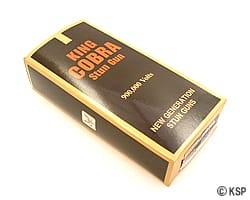 KING
COBRA
Stun Gun
900,000 Volts
NEW GENERATION
STUN GUNS
© KSP